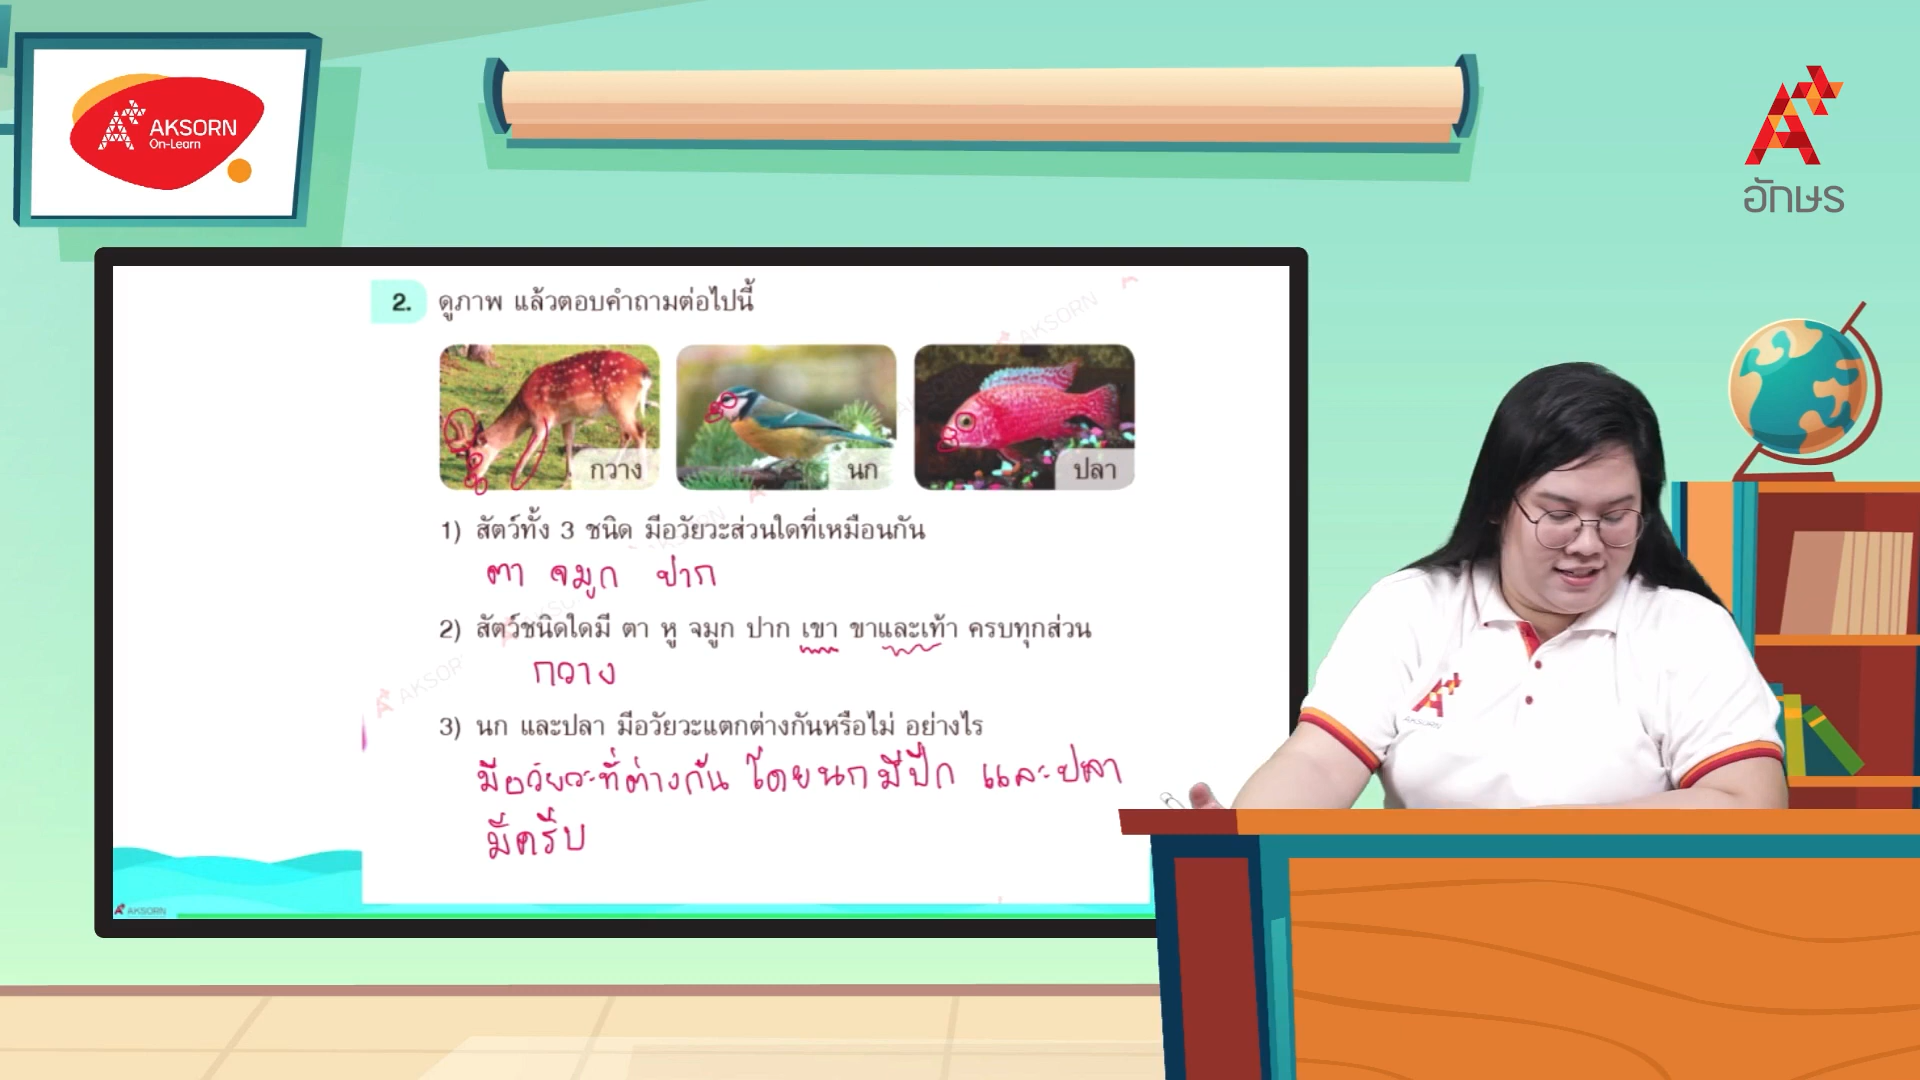 AKSORN
On-Learn
อักษร
2. ดูภาพ แล้วตอบคำถามต่อไปนี้
กวาง
นก
ปลา
1) สัตว์ทั้ง 3 ชนิด มีอวัยวะส่วนใดที่เหมือนกัน
ตา จมูก ปาก
2) สัตว์ชนิดใดมี ตา หู จมูก ปาก เขา ขาและเท้า ครบทุกส่วน
กวาง
3) นก และปลา มีอวัยวะแตกต่างกันหรือไม่ อย่างไร
มีอวัยวะที่ต่างกัน โดยนกมีปีก และปลา
มีครีบ
AKSORN
AKSORN
AKSORN
AKSORN